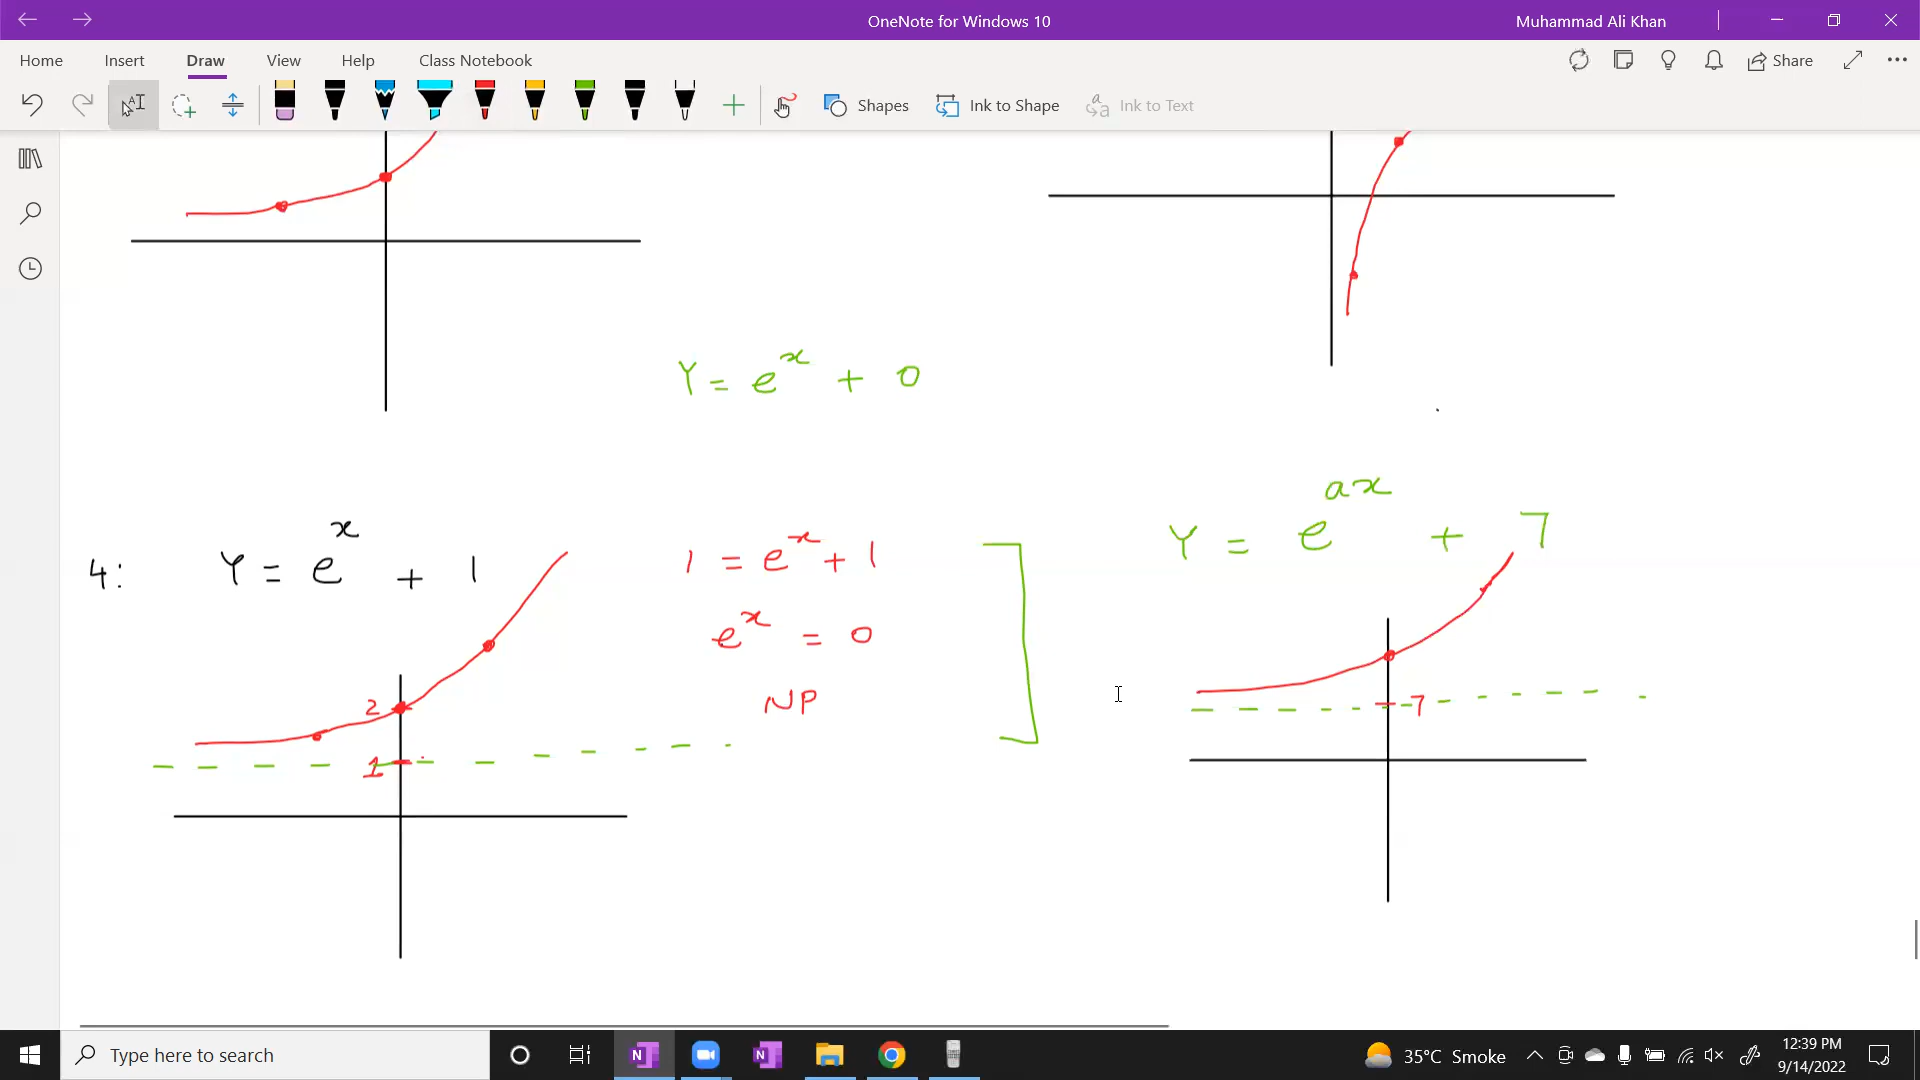 OneNote for Windows 10
Muhammad Ali Khan
Home Insert Draw View Help Class Notebook
Share
Shapes Ink to Shape Ink to Text
Y = e^x + 0
4: Y = e^x + 1
1 = e^x + 1
e^x = 0
NP
2
1
Y = e^ax + 7
7
Type here to search
35°C Smoke
12:39 PM
9/14/2022